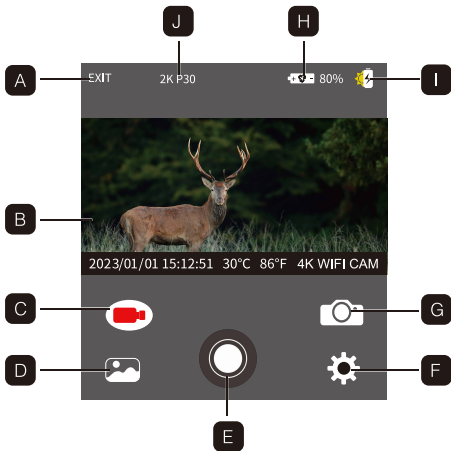 J
H
A
EXIT
2K P30
80%
I
B
2023/01/01 15:12:51 30°C 86°F 4K WIFI CAM
C
G
D
F
E